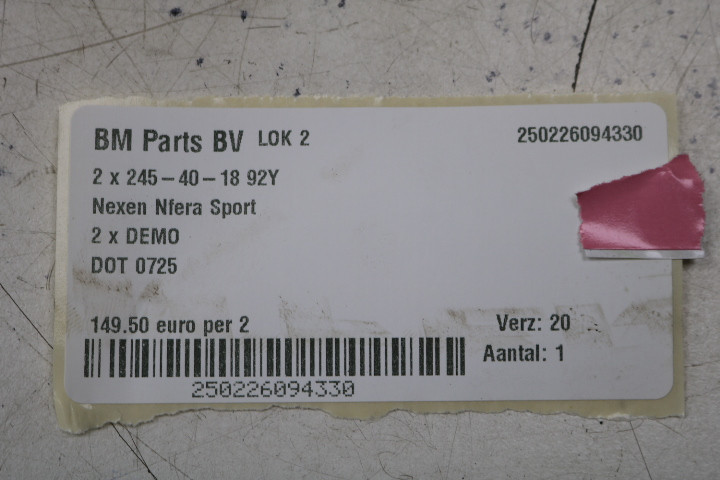 BM Parts BV LOK 2 250226094330
2 x 245-40-18 92Y
Nexen Nfera Sport
2 x DEMO
DOT 0725
149.50 euro per 2 Verz: 20
Aantal: 1
250226094330